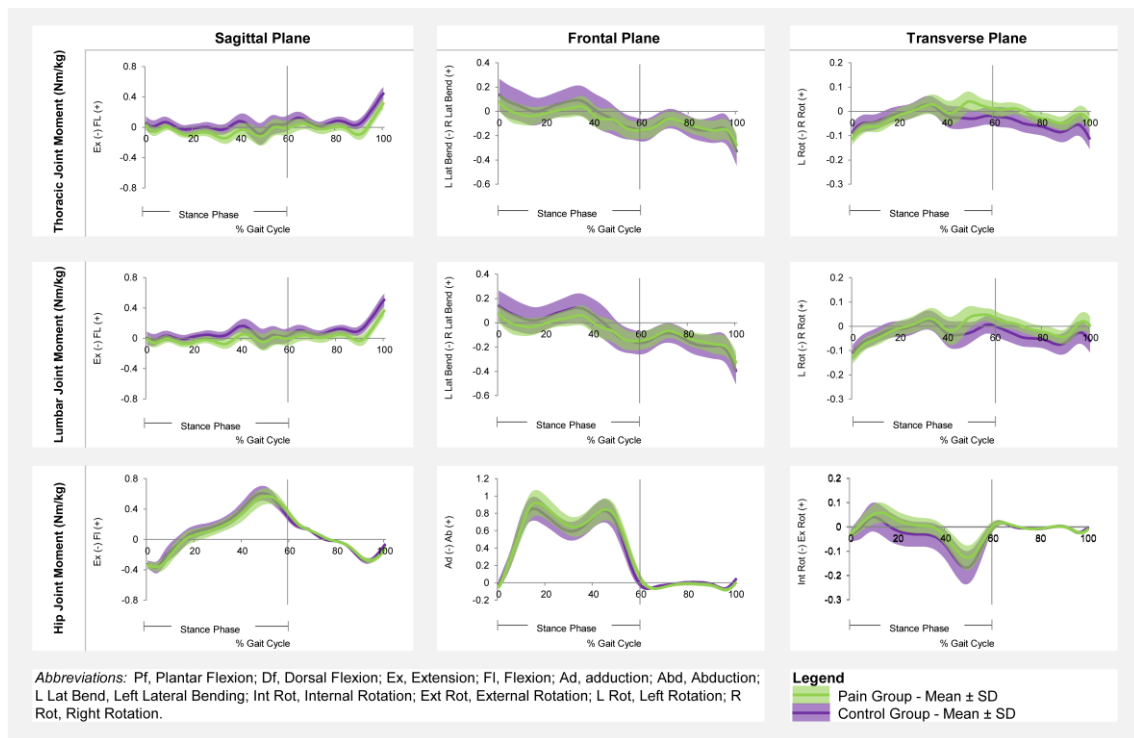 Sagittal Plane
Frontal Plane
Transverse Plane
Thoracic Joint Moment (Nm/kg)
Ex (-) FL (+)
0.8
0.4
0
-0.4
-0.8
0 20 40 60 80 100
Stance Phase
% Gait Cycle
L Lat Bend (-) R Lat Bend (+)
0.4
0.2
0
-0.2
-0.4
-0.6
0 20 40 60 80 100
Stance Phase
% Gait Cycle
L Rot (-) R Rot (+)
0.2
0.1
0
-0.1
-0.2
-0.3
0 20 40 60 80 100
Stance Phase
% Gait Cycle
Lumbar Joint Moment (Nm/kg)
Ex (-) FL (+)
0.8
0.4
0
-0.4
-0.8
0 20 40 60 80 100
Stance Phase
% Gait Cycle
L Lat Bend (-) R Lat Bend (+)
0.4
0.2
0
-0.2
-0.4
-0.6
0 20 40 60 80 100
Stance Phase
% Gait Cycle
L Rot (-) R Rot (+)
0.2
0.1
0
-0.1
-0.2
-0.3
0 20 40 60 80 100
Stance Phase
% Gait Cycle
Hip Joint Moment (Nm/kg)
Ex (-) Fl (+)
0.8
0.4
0
-0.4
-0.8
0 20 40 60 80 100
Stance Phase
% Gait Cycle
Ad (-) Ab (+)
1.2
1
0.8
0.6
0.4
0.2
0
-0.2
0 20 40 60 80 100
Stance Phase
% Gait Cycle
Int Rot (-) Ex Rot (+)
0.2
0.1
0
-0.1
-0.2
-0.3
0 20 40 60 80 100
Stance Phase
% Gait Cycle
Abbreviations: Pf, Plantar Flexion; Df, Dorsal Flexion; Ex, Extension; Fl, Flexion; Ad, adduction; Abd, Abduction;
L Lat Bend, Left Lateral Bending; Int Rot, Internal Rotation; Ext Rot, External Rotation; L Rot, Left Rotation; R
Rot, Right Rotation.
Legend
Pain Group - Mean ± SD
Control Group - Mean ± SD